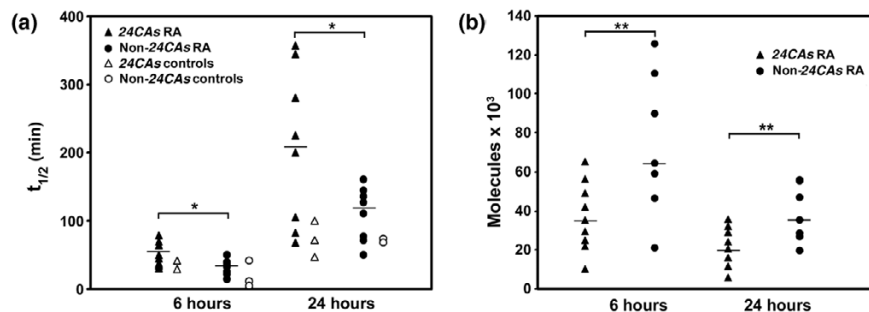 (a)
400
300
200
100
0
t1/2 (min)
▲ 24CAs RA
● Non-24CAs RA
△ 24CAs controls
○ Non-24CAs controls
*
*
6 hours
24 hours
(b)
140
120
100
80
60
40
20
0
Molecules x 10³
**
**
▲ 24CAs RA
● Non-24CAs RA
6 hours
24 hours